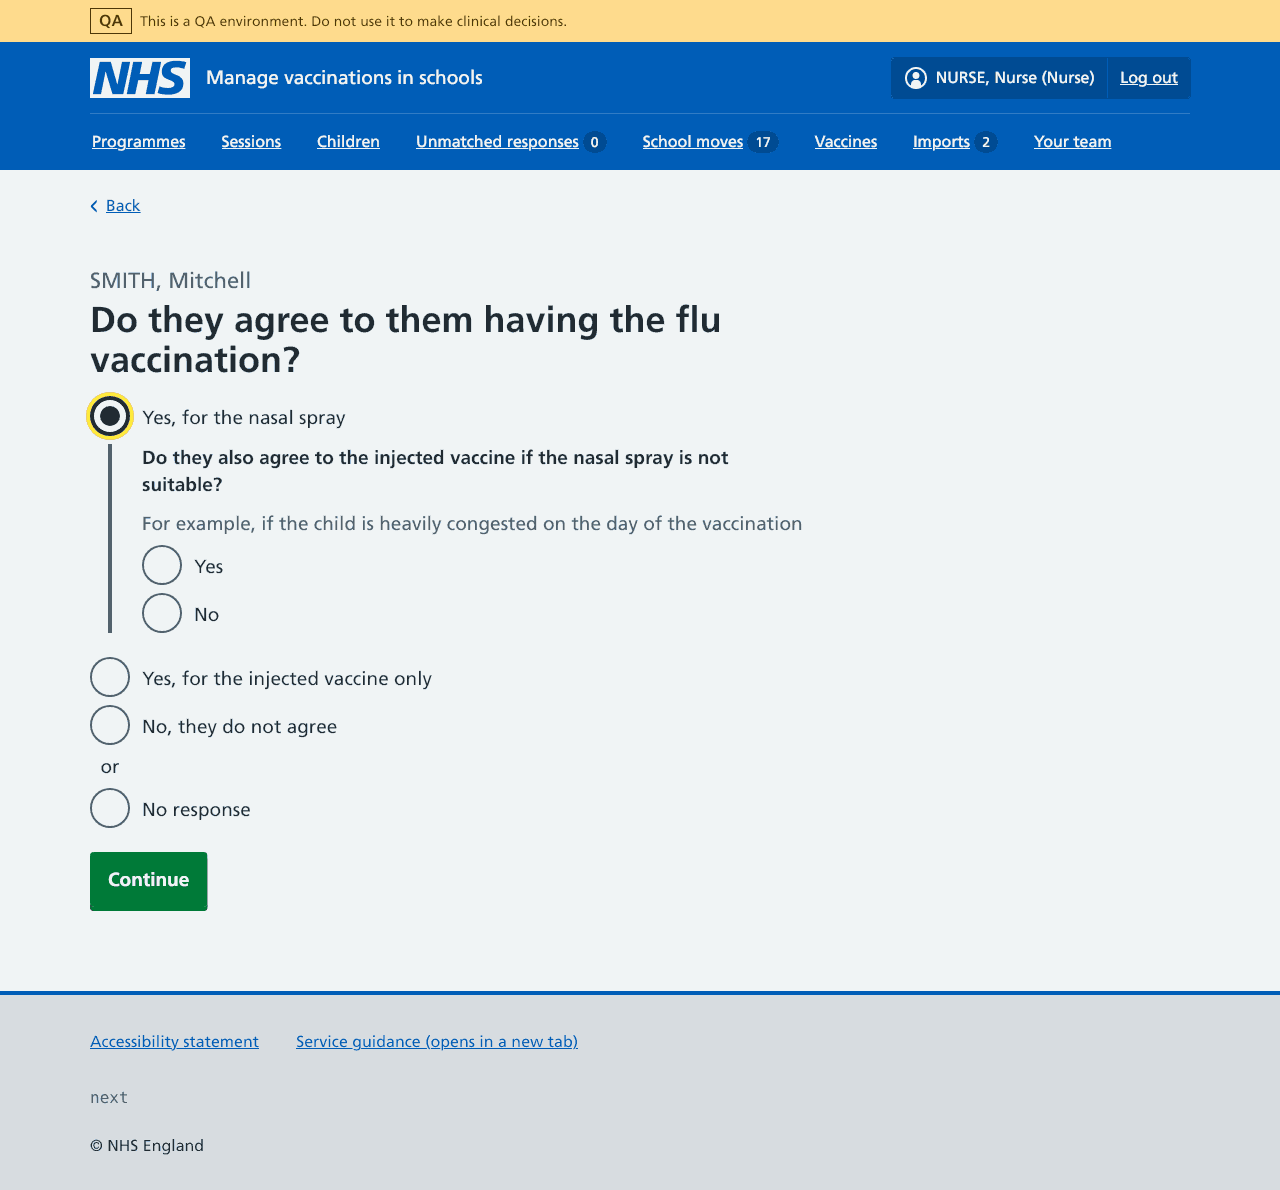 QA This is a QA environment. Do not use it to make clinical decisions.
NHS Manage vaccinations in schools NURSE, Nurse (Nurse) Log out
Programmes Sessions Children Unmatched responses 0 School moves 17 Vaccines Imports 2 Your team
Back
SMITH, Mitchell
Do they agree to them having the flu
vaccination?
Yes, for the nasal spray
Do they also agree to the injected vaccine if the nasal spray is not
suitable?
For example, if the child is heavily congested on the day of the vaccination
Yes
No
Yes, for the injected vaccine only
No, they do not agree
or
No response
Continue
Accessibility statement Service guidance (opens in a new tab)
next
© NHS England